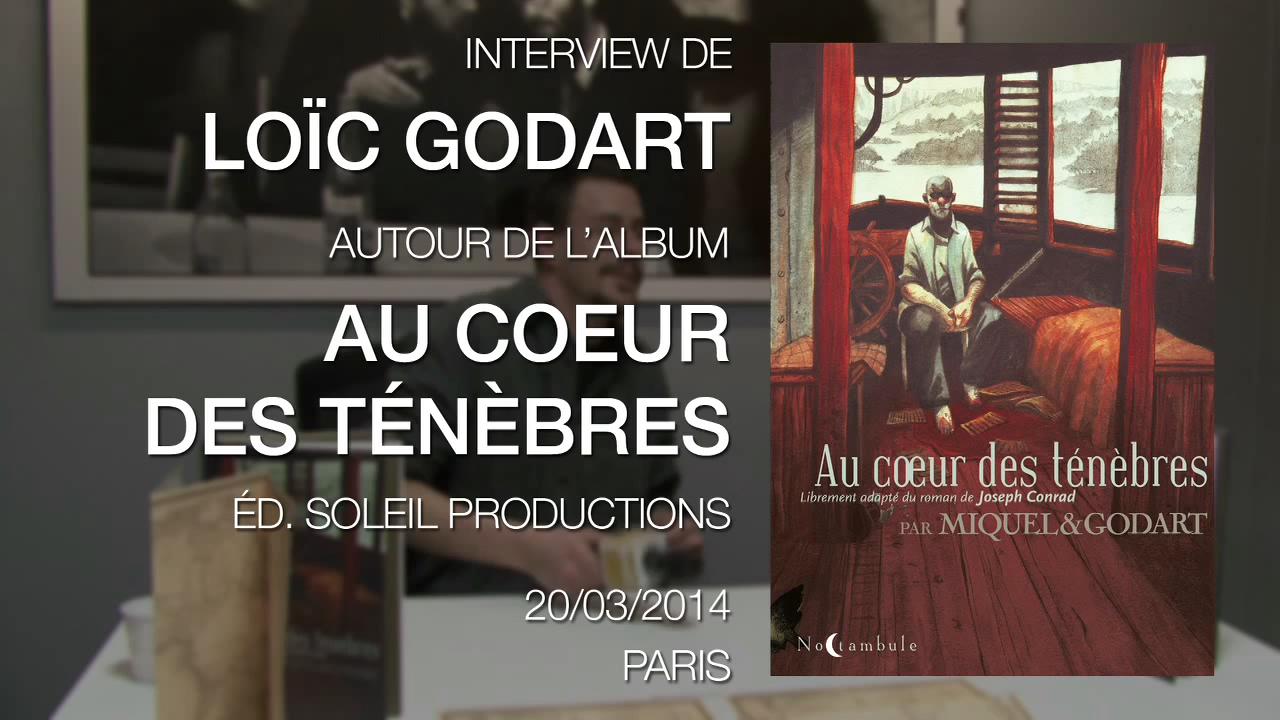 INTERVIEW DE
LOÏC GODART
AUTOUR DE L'ALBUM
AU COEUR
DES TÉNÈBRES
ÉD. SOLEIL PRODUCTIONS
20/03/2014
PARIS
Au cœur des ténèbres
Librement adapté du roman de Joseph Conrad
PAR MIQUEL&GODART
Noctambule